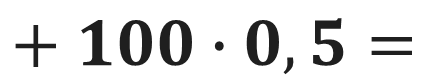 + 100 · 0,5 =